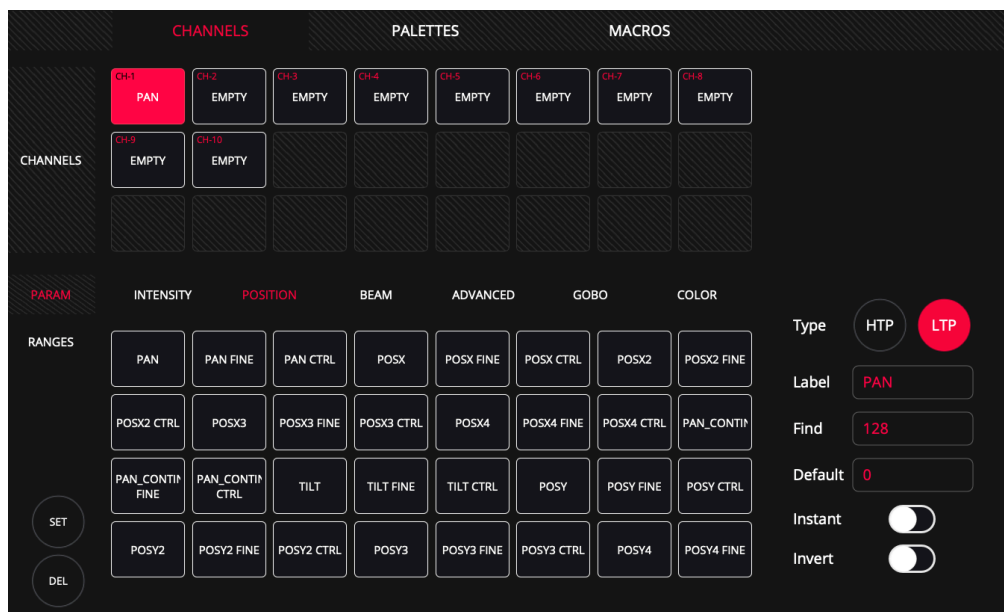 CHANNELS PALETTES MACROS
CH-1 CH-2 CH-3 CH-4 CH-5 CH-6 CH-7 CH-8
PAN EMPTY EMPTY EMPTY EMPTY EMPTY EMPTY EMPTY
CH-9 CH-10
CHANNELS EMPTY EMPTY
PARAM INTENSITY POSITION BEAM ADVANCED GOBO COLOR
RANGES
PAN PAN FINE PAN CTRL POSX POSX FINE POSX CTRL POSX2 POSX2 FINE
POSX2 CTRL POSX3 POSX3 FINE POSX3 CTRL POSX4 POSX4 FINE POSX4 CTRL PAN_CONTIN
PAN_CONTIN FINE PAN_CONTIN CTRL TILT TILT FINE TILT CTRL POSY POSY FINE POSY CTRL
POSY2 POSY2 FINE POSY2 CTRL POSY3 POSY3 FINE POSY3 CTRL POSY4 POSY4 FINE
SET
DEL
Type HTP LTP
Label PAN
Find 128
Default 0
Instant
Invert